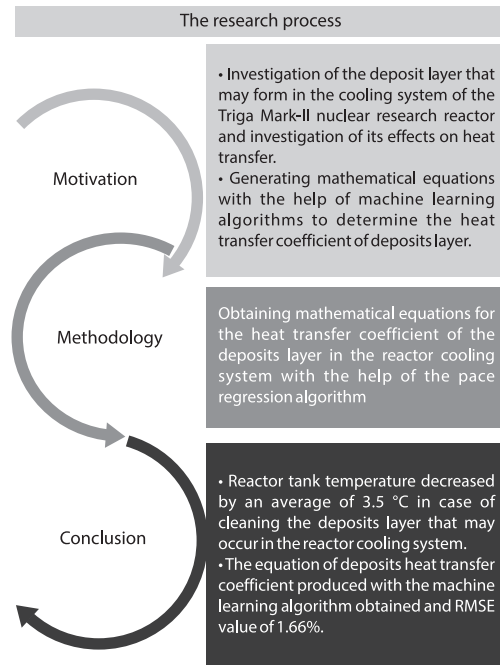 The research process
Motivation
• Investigation of the deposit layer that
may form in the cooling system of the
Triga Mark-II nuclear research reactor
and investigation of its effects on heat
transfer.
• Generating mathematical equations
with the help of machine learning
algorithms to determine the heat
transfer coefficient of deposits layer.
Methodology
Obtaining mathematical equations for
the heat transfer coefficient of the
deposits layer in the reactor cooling
system with the help of the pace
regression algorithm
Conclusion
• Reactor tank temperature decreased
by an average of 3.5 °C in case of
cleaning the deposits layer that may
occur in the reactor cooling system.
•The equation of deposits heat transfer
coefficient produced with the machine
learning algorithm obtained and RMSE
value of 1.66%.